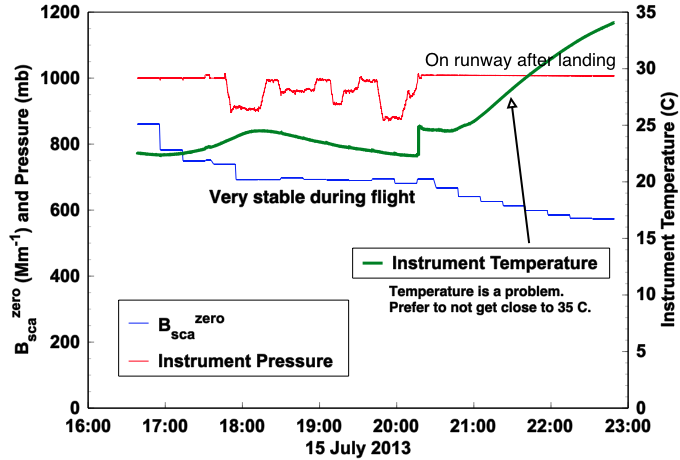 1200
1000
800
600
400
200
0
B_sca^zero (Mm^-1) and Pressure (mb)
35
30
25
20
15
10
5
0
Instrument Temperature (C)
On runway after landing
Very stable during flight
Instrument Temperature
Temperature is a problem.
Prefer to not get close to 35 C.
B_sca^zero
Instrument Pressure
16:00 17:00 18:00 19:00 20:00 21:00 22:00 23:00
15 July 2013